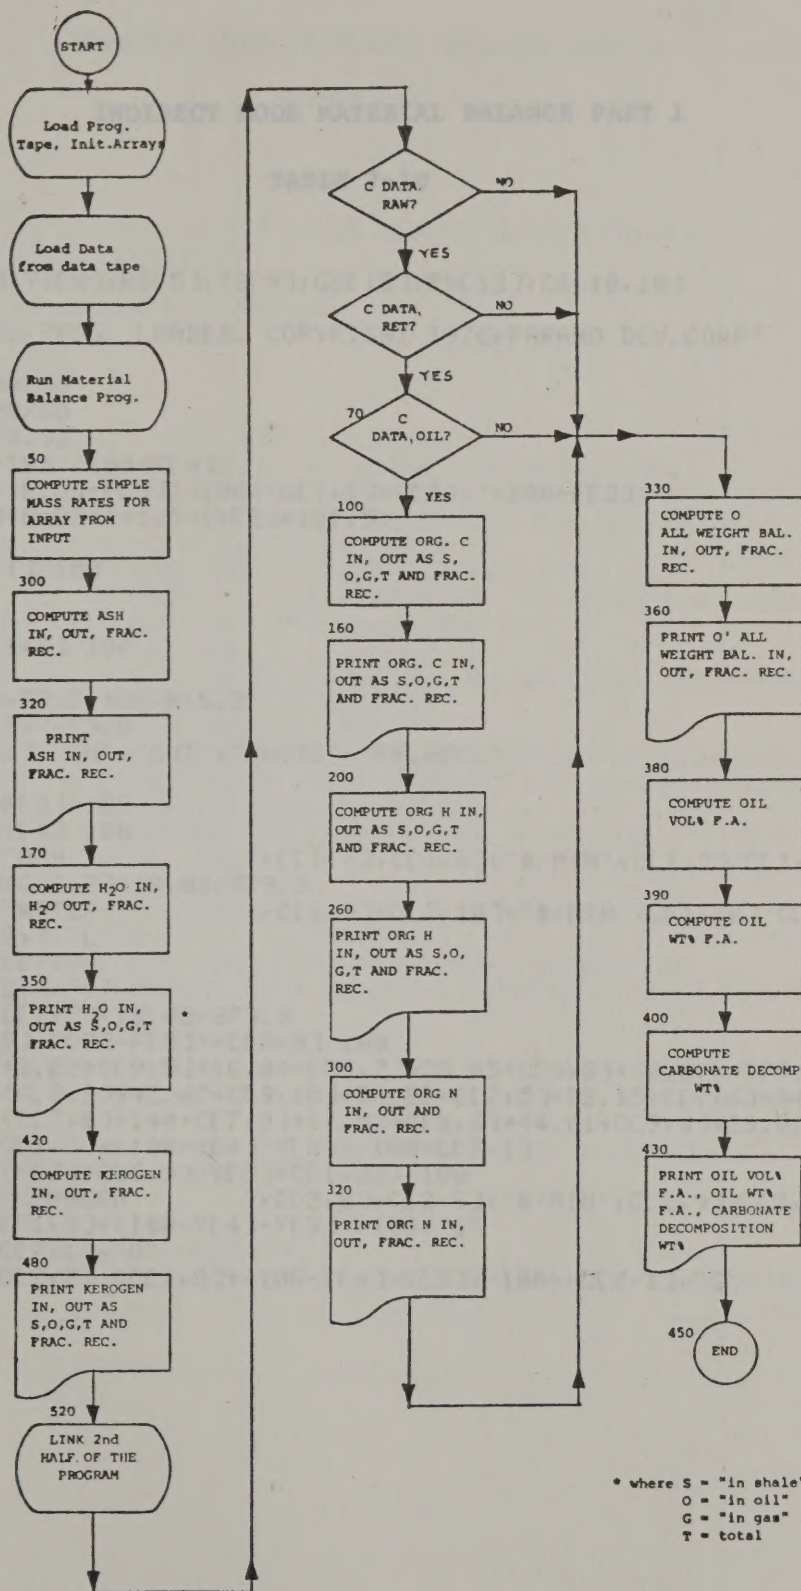 START
Load Prog.
Tape, Init.Arrays
Load Data
from data tape
Run Material
Balance Prog.
50
COMPUTE SIMPLE
MASS RATES FOR
ARRAY FROM
INPUT
300
COMPUTE ASH
IN, OUT, FRAC.
REC.
320
PRINT
ASH IN, OUT,
FRAC. REC.
170
COMPUTE H2O IN,
H2O OUT, FRAC.
REC.
350
PRINT H2O IN,
OUT AS S,O,G,T
FRAC. REC.
*
420
COMPUTE KEROGEN
IN, OUT, FRAC.
REC.
480
PRINT KEROGEN
IN, OUT AS
S,O,G,T AND
FRAC. REC.
520
LINK 2nd
HALF. OF THE
PROGRAM
C DATA.
RAW?
NO
YES
C DATA,
RET?
NO
YES
70
C
DATA, OIL?
NO
YES
100
COMPUTE ORG. C
IN, OUT AS S,
O,G,T AND FRAC.
REC.
160
PRINT ORG. C IN,
OUT AS S,O,G,T
AND FRAC. REC.
200
COMPUTE ORG H IN,
OUT AS S,O,G,T
AND FRAC. REC.
260
PRINT ORG H
IN, OUT AS S,O,
G,T AND FRAC.
REC.
300
COMPUTE ORG N
IN, OUT AND
FRAC. REC.
320
PRINT ORG N IN,
OUT, FRAC. REC.
330
COMPUTE O
ALL WEIGHT BAL.
IN, OUT, FRAC.
REC.
360
PRINT O' ALL
WEIGHT BAL. IN,
OUT, FRAC. REC.
380
COMPUTE OIL
VOL% F.A.
390
COMPUTE OIL
WT% F.A.
400
COMPUTE
CARBONATE DECOMP
WT%
430
PRINT OIL VOL%
F.A., OIL WT%
F.A., CARBONATE
DECOMPOSITION
WT%
450
END
* where S = "in shale"
O = "in oil"
G = "in gas"
T = total
INDIRECT MODE MATERIAL BALANCE PART 1